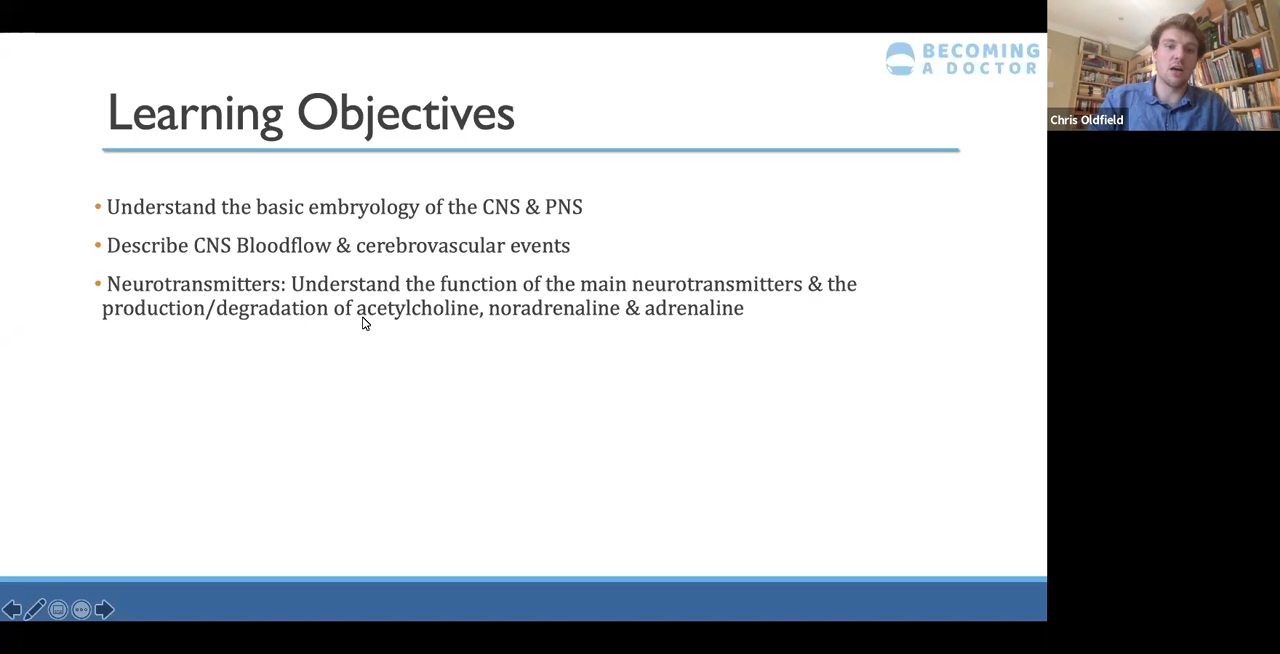 BECOMING
A DOCTOR
Chris Oldfield
Learning Objectives
• Understand the basic embryology of the CNS & PNS
• Describe CNS Bloodflow & cerebrovascular events
• Neurotransmitters: Understand the function of the main neurotransmitters & the
production/degradation of acetylcholine, noradrenaline & adrenaline